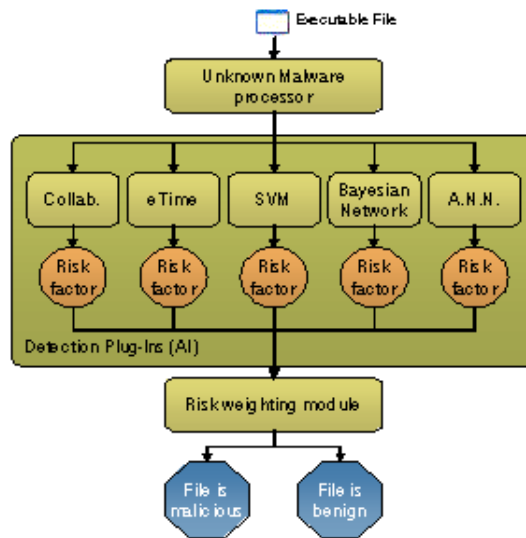 Executable File
Unknown Malware
processor
Collab.
eTime
SVM
Bayesian
Network
A.N.N.
Risk
factor
Risk
factor
Risk
factor
Risk
factor
Risk
factor
Detection Plug-Ins (AI)
Risk weighting module
File is
malicious
File is
benign